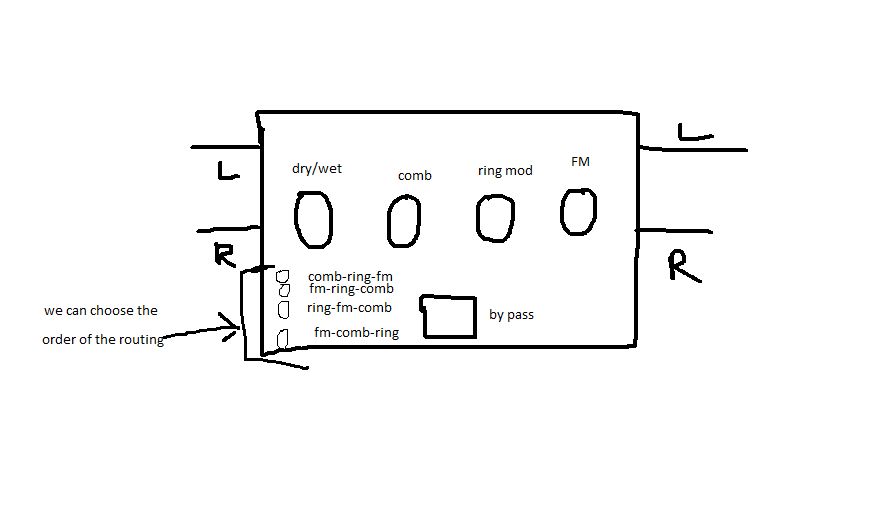 L
L
dry/wet
comb
ring mod
FM
R
R
comb-ring-fm
fm-ring-comb
ring-fm-comb
fm-comb-ring
by pass
we can choose the
order of the routing